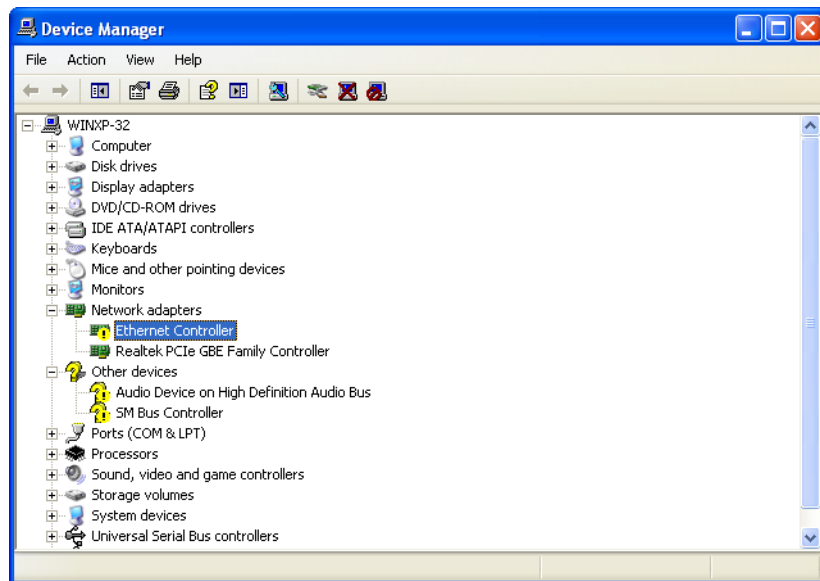 Device Manager
File Action View Help
WINXP-32
Computer
Disk drives
Display adapters
DVD/CD-ROM drives
IDE ATA/ATAPI controllers
Keyboards
Mice and other pointing devices
Monitors
Network adapters
Ethernet Controller
Realtek PCIe GBE Family Controller
Other devices
Audio Device on High Definition Audio Bus
SM Bus Controller
Ports (COM & LPT)
Processors
Sound, video and game controllers
Storage volumes
System devices
Universal Serial Bus controllers